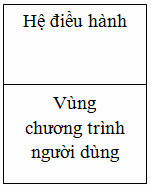 Hệ điều hành
Vùng
chương trình
người dùng